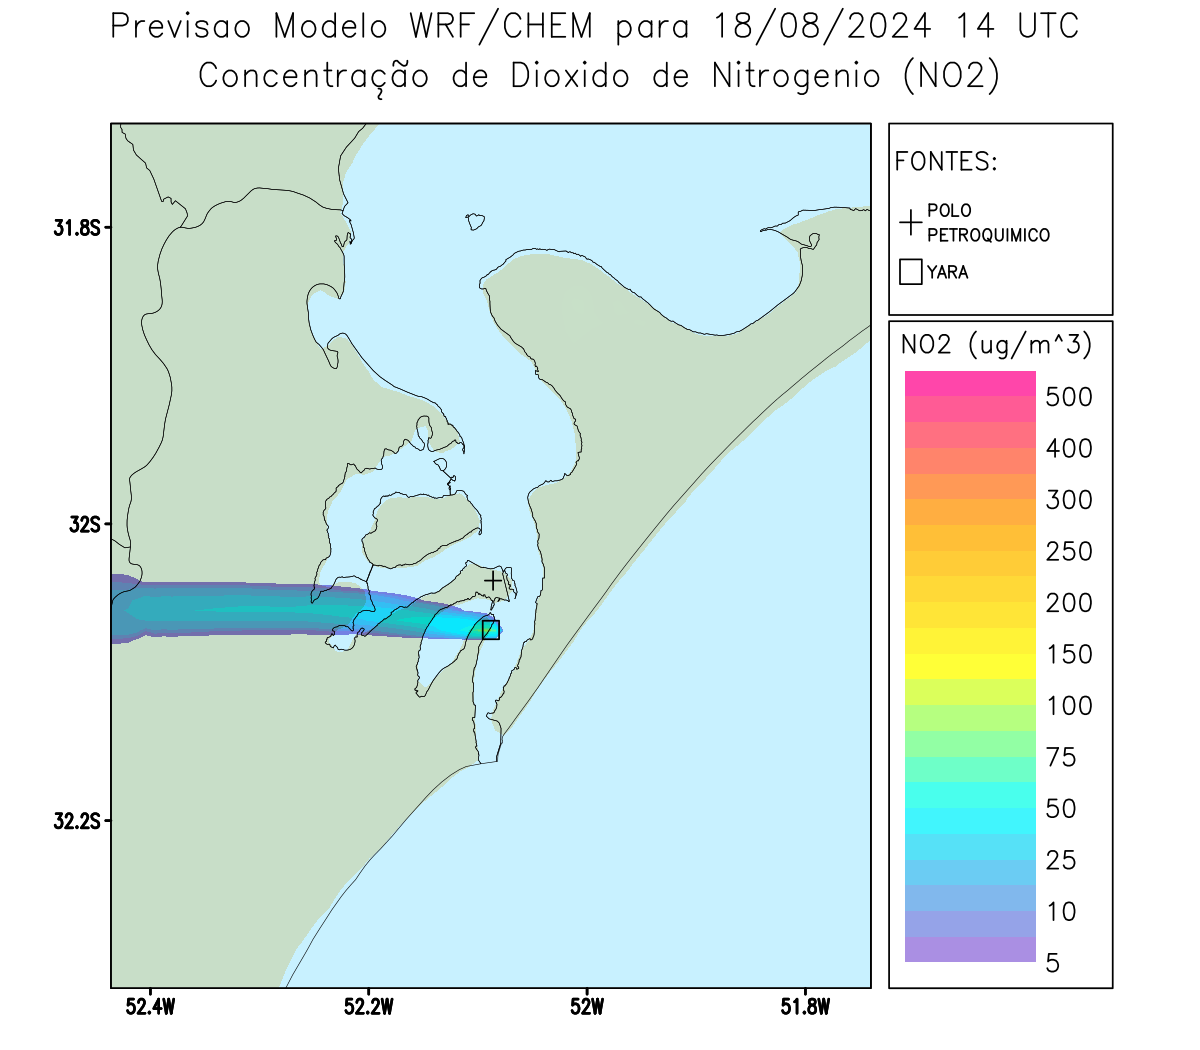 Previsao Modelo WRF/CHEM para 18/08/2024 14 UTC
Concentração de Dioxido de Nitrogenio (NO2)
FONTES:
POLO
PETROQUIMICO
YARA
NO2 (ug/m^3)
500
400
300
250
200
150
100
75
50
25
10
5
31.8S
32S
32.2S
52.4W
52.2W
52W
51.8W